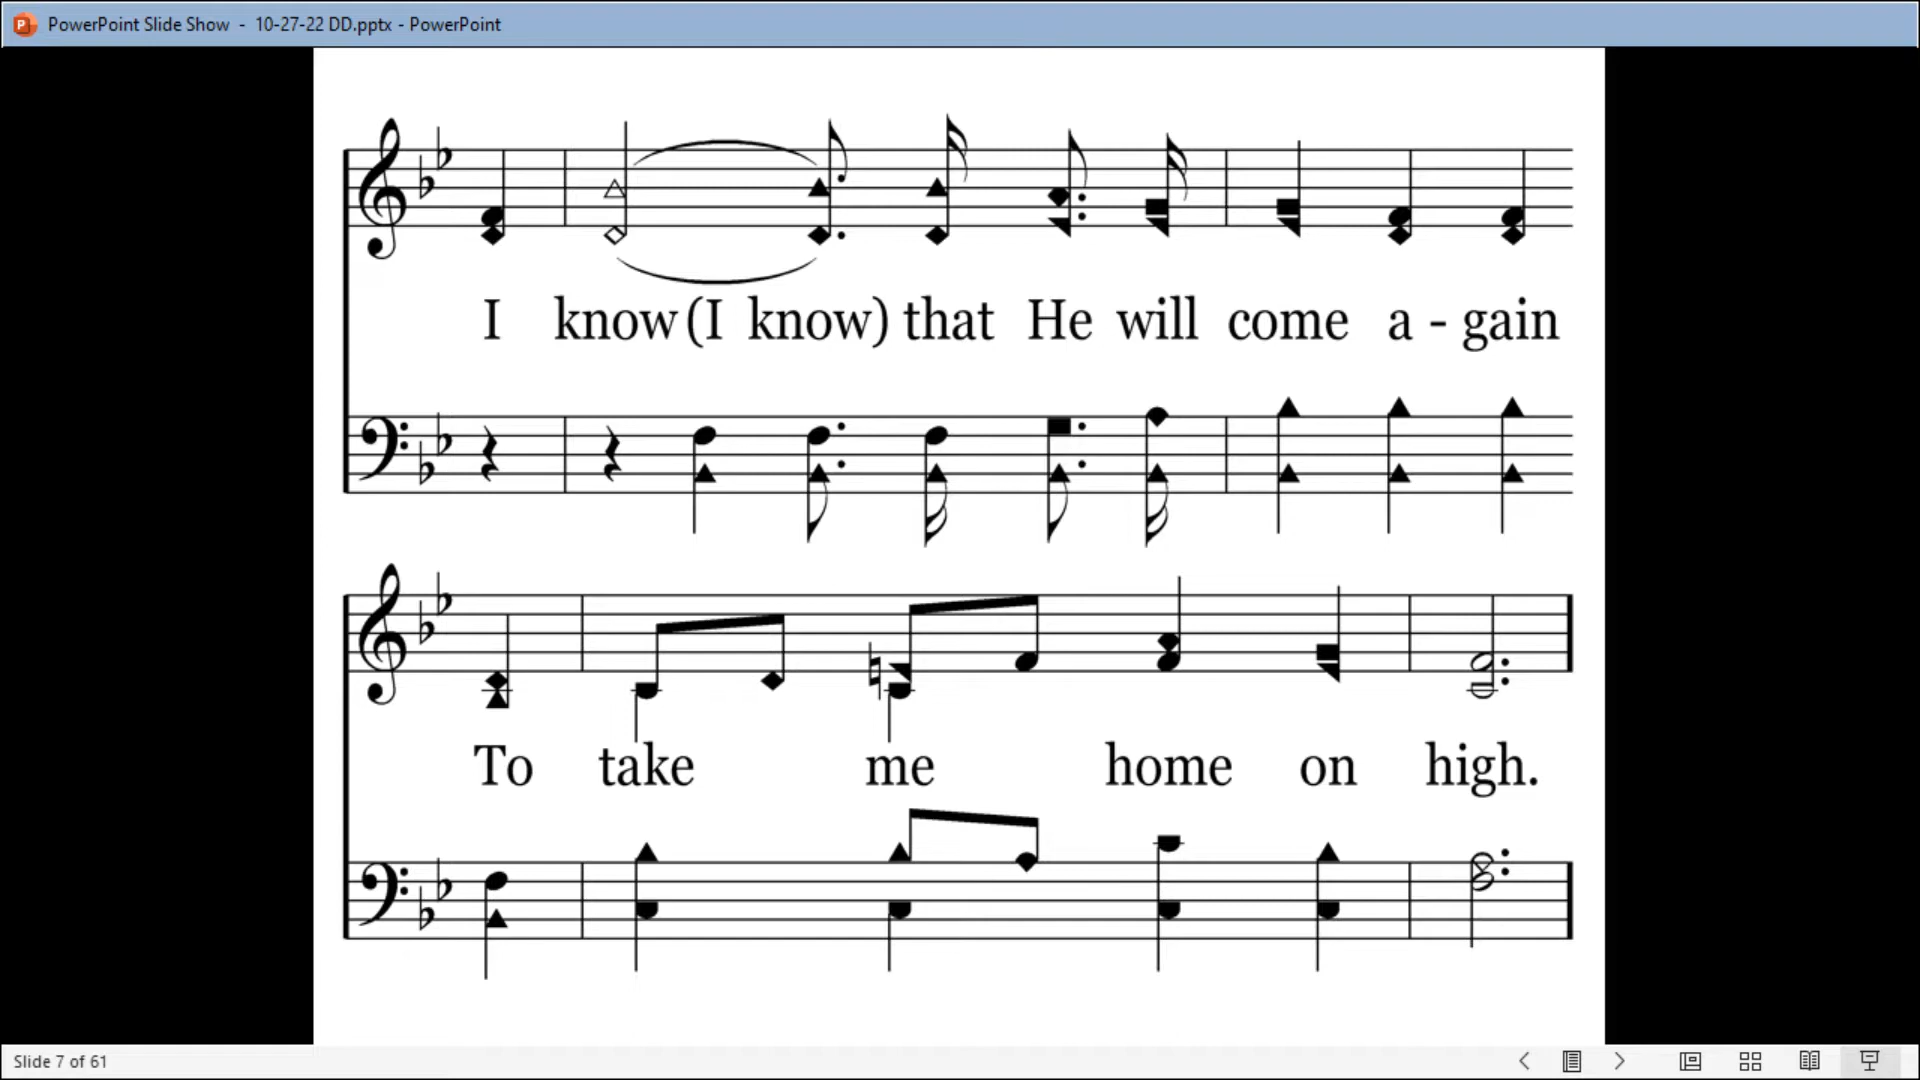 PowerPoint Slide Show - 10-27-22 DD.pptx - PowerPoint
I know (I know) that He will come a - gain
To take me home on high.
Slide 7 of 61